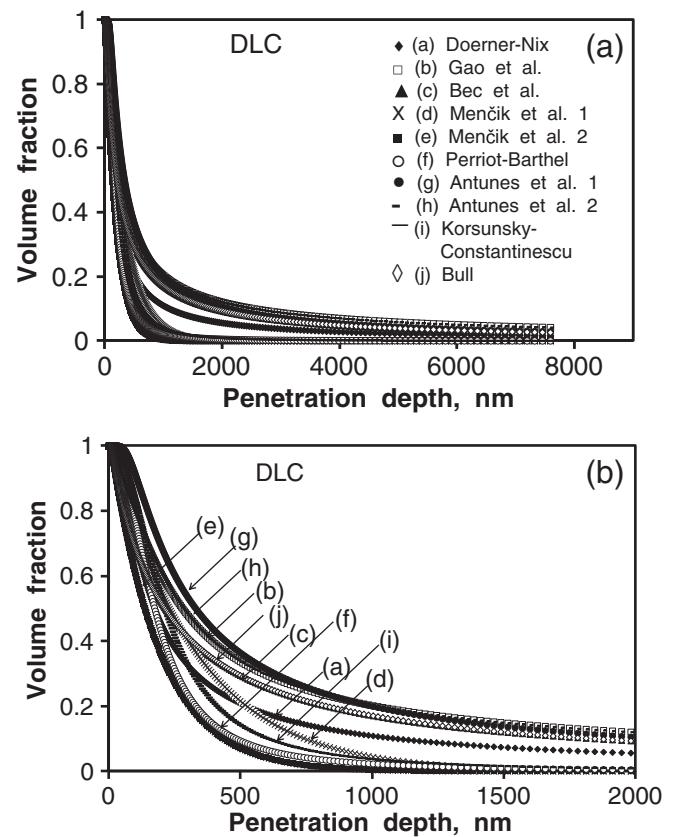 DLC
(a)
(a) Doerner-Nix
(b) Gao et al.
(c) Bec et al.
(d) Menčik et al. 1
(e) Menčik et al. 2
(f) Perriot-Barthel
(g) Antunes et al. 1
(h) Antunes et al. 2
(i) Korsunsky-
Constantinescu
(j) Bull
Volume fraction
1
0.8
0.6
0.4
0.2
0
0 2000 4000 6000 8000
Penetration depth, nm
DLC
(b)
(e)
(g)
(h)
(b)
(j)
(c)
(f)
(a)
(i)
(d)
Volume fraction
1
0.8
0.6
0.4
0.2
0
0 500 1000 1500 2000
Penetration depth, nm